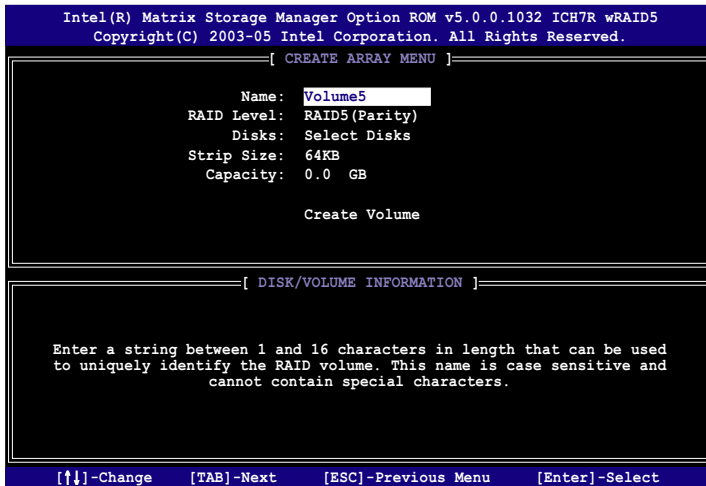 Intel(R) Matrix Storage Manager Option ROM v5.0.0.1032 ICH7R wRAID5
Copyright(C) 2003-05 Intel Corporation. All Rights Reserved.
[ CREATE ARRAY MENU ]
Name: Volume5
RAID Level: RAID5(Parity)
Disks: Select Disks
Strip Size: 64KB
Capacity: 0.0 GB
Create Volume
[ DISK/VOLUME INFORMATION ]
Enter a string between 1 and 16 characters in length that can be used
to uniquely identify the RAID volume. This name is case sensitive and
cannot contain special characters.
[↑↓]-Change [TAB]-Next [ESC]-Previous Menu [Enter]-Select